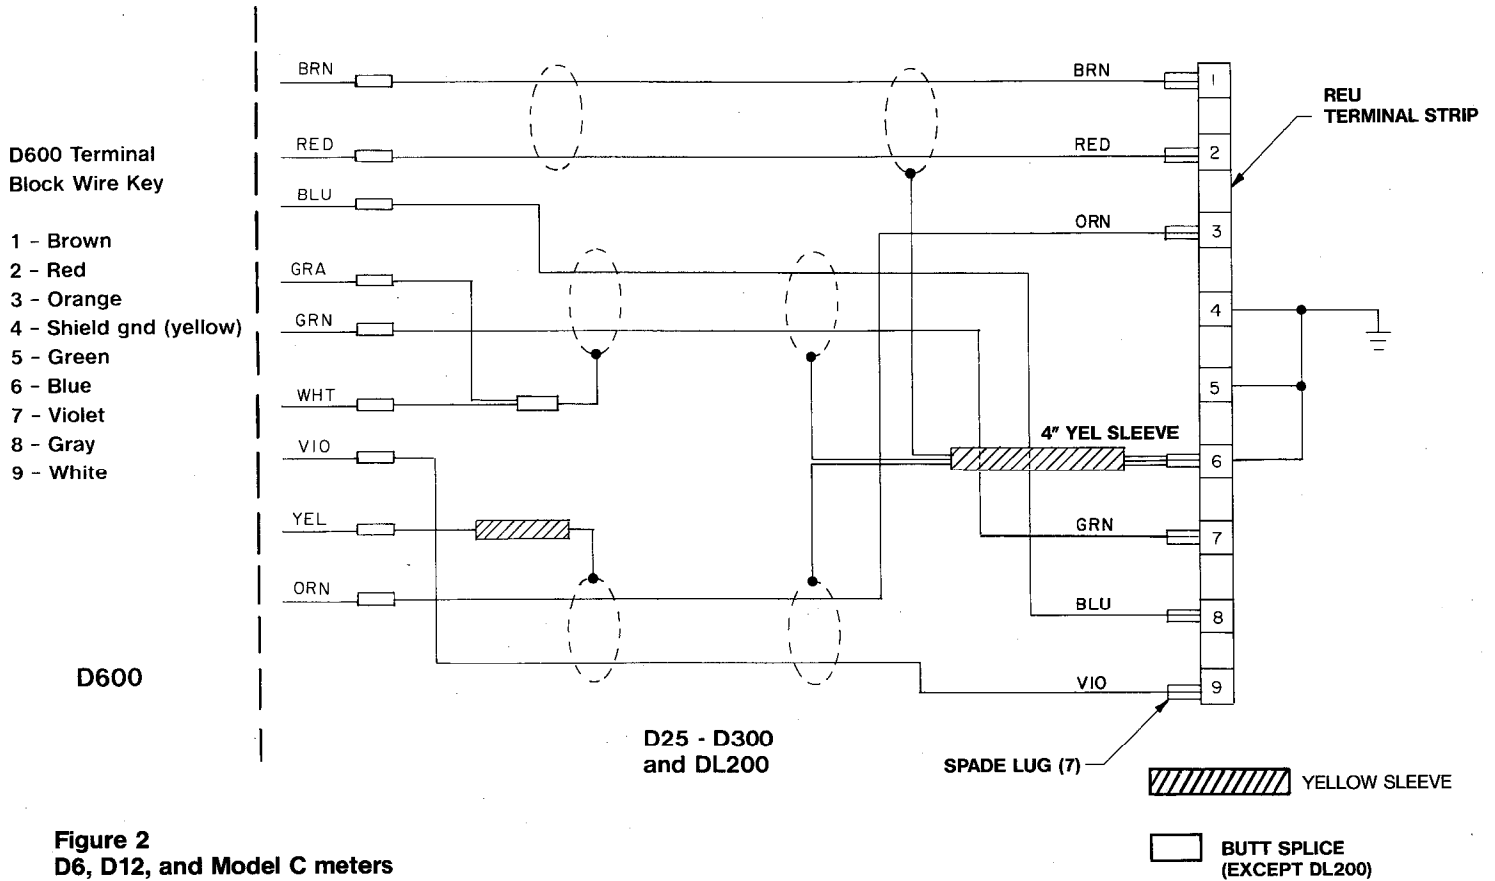 BRN
BRN
REU
TERMINAL STRIP
1
D600 Terminal
Block Wire Key
RED
RED
2
BLU
1 - Brown
2 - Red
3 - Orange
4 - Shield gnd (yellow)
5 - Green
6 - Blue
7 - Violet
8 - Gray
9 - White
ORN
3
GRA
GRN
4
5
WHT
4" YEL SLEEVE
VIO
6
YEL
GRN
7
ORN
BLU
8
D600
VIO
9
D25 - D300
and DL200
SPADE LUG (7)
YELLOW SLEEVE
Figure 2
D6, D12, and Model C meters
BUTT SPLICE
(EXCEPT DL200)